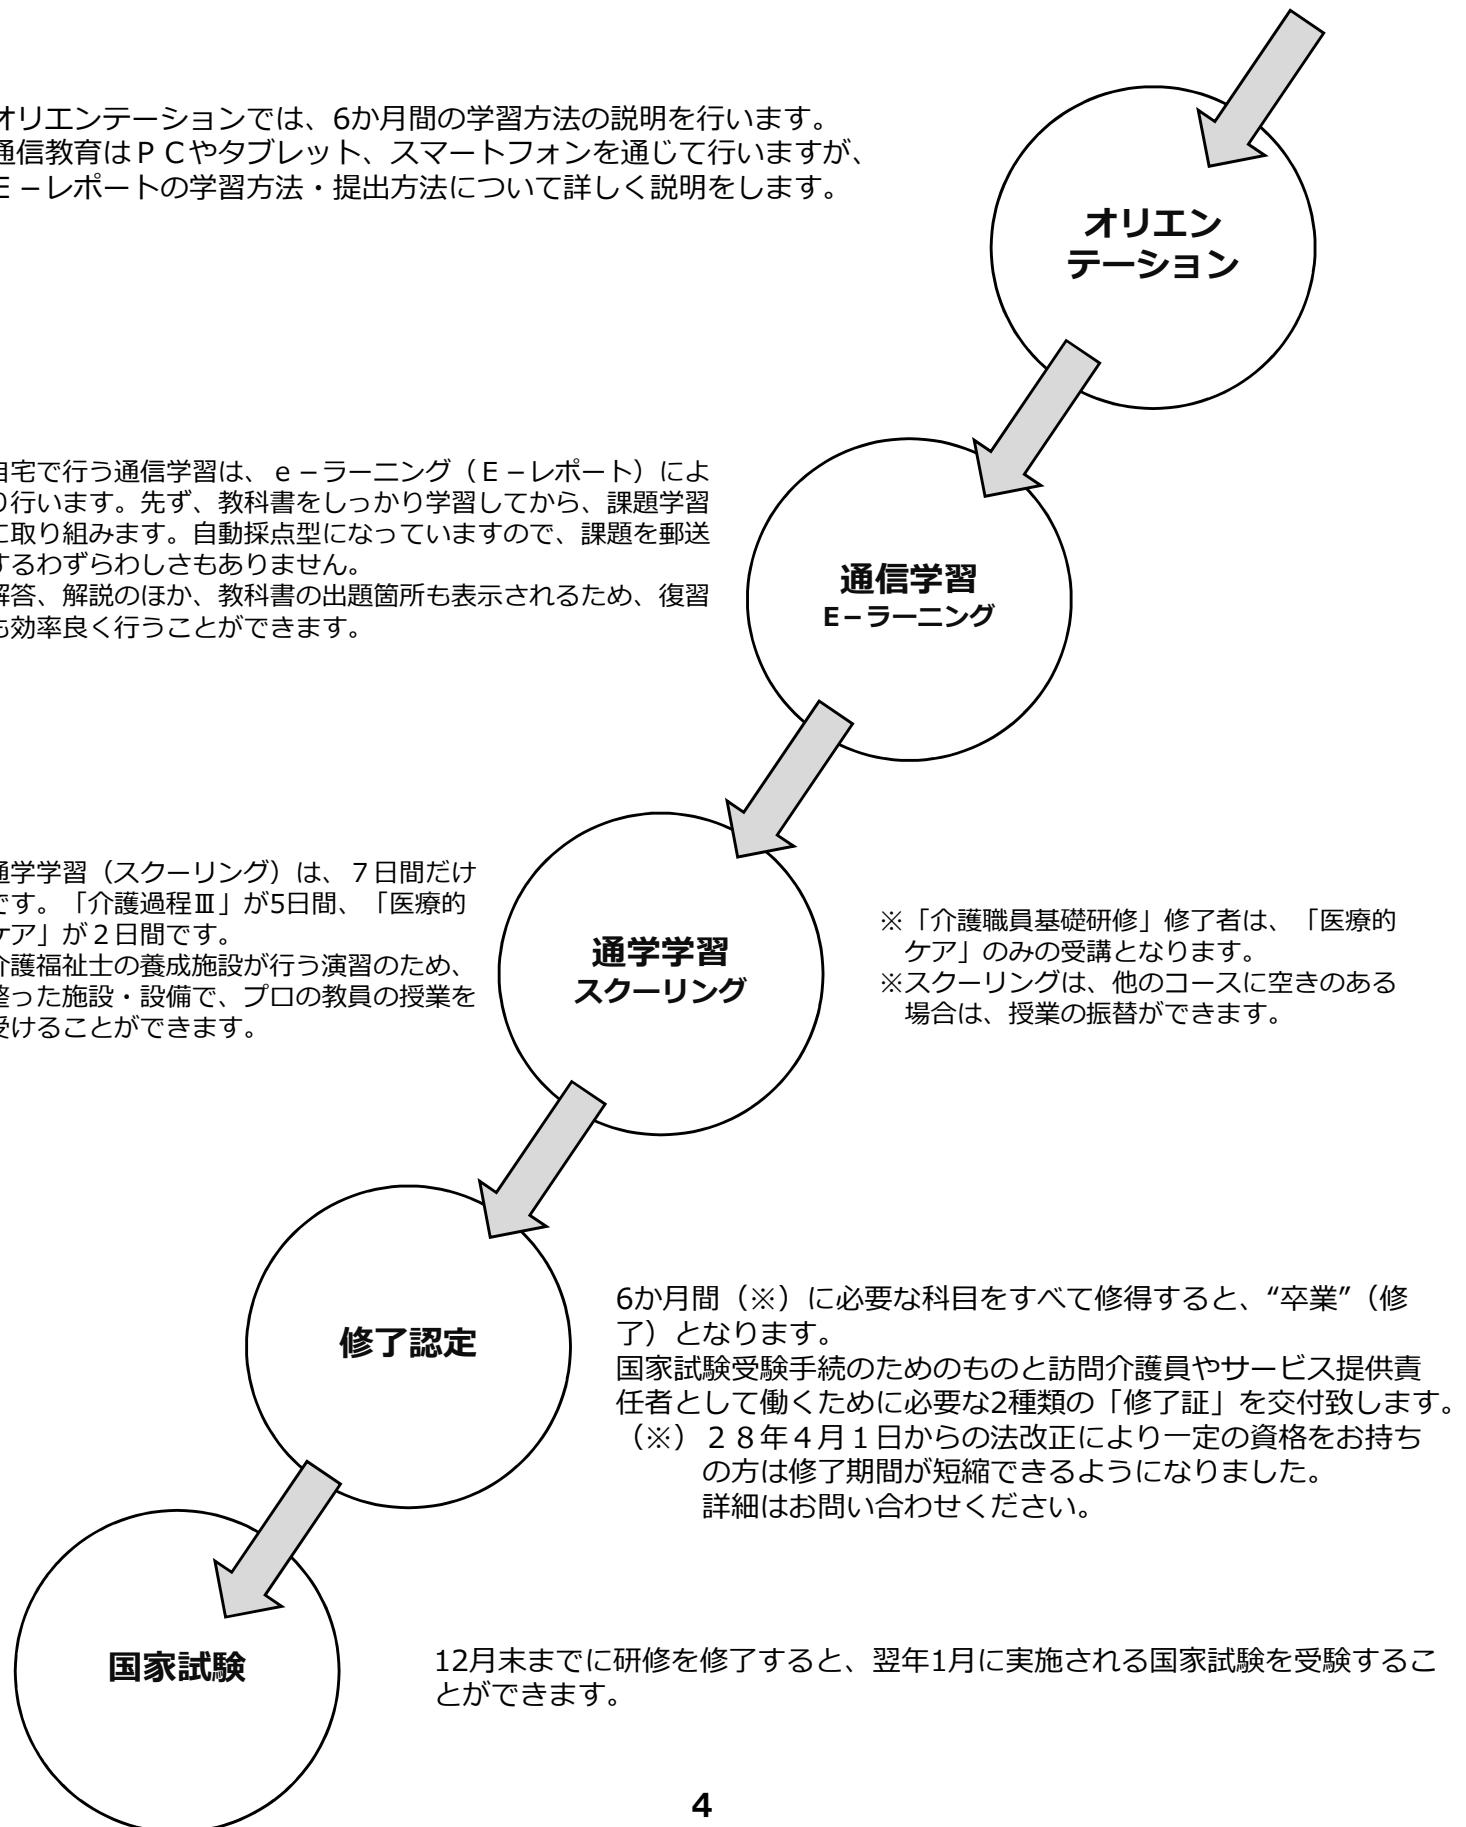 オリエンテーションでは、6か月間の学習方法の説明を行います。
通信教育はＰＣやタブレット、スマートフォンを通じて行いますが、
Ｅ－レポートの学習方法・提出方法について詳しく説明をします。
オリエン
テーション
自宅で行う通信学習は、ｅ－ラーニング（Ｅ－レポート）によ
り行います。先ず、教科書をしっかり学習してから、課題学習
に取り組みます。自動採点型になっていますので、課題を郵送
するわずらわしさもありません。
解答、解説のほか、教科書の出題箇所も表示されるため、復習
も効率良く行うことができます。
通信学習
E－ラーニング
通学学習（スクーリング）は、７日間だけ
です。「介護過程Ⅲ」が5日間、「医療的
ケア」が２日間です。
介護福祉士の養成施設が行う演習のため、
整った施設・設備で、プロの教員の授業を
受けることができます。
通学学習
スクーリング
※「介護職員基礎研修」修了者は、「医療的
ケア」のみの受講となります。
※スクーリングは、他のコースに空きのある
場合は、授業の振替ができます。
修了認定
6か月間（※）に必要な科目をすべて修得すると、“卒業”（修
了）となります。
国家試験受験手続のためのものと訪問介護員やサービス提供責
任者として働くために必要な2種類の「修了証」を交付致します。
（※）２８年４月１日からの法改正により一定の資格をお持ち
の方は修了期間が短縮できるようになりました。
詳細はお問い合わせください。
国家試験
12月末までに研修を修了すると、翌年1月に実施される国家試験を受験するこ
とができます。
4